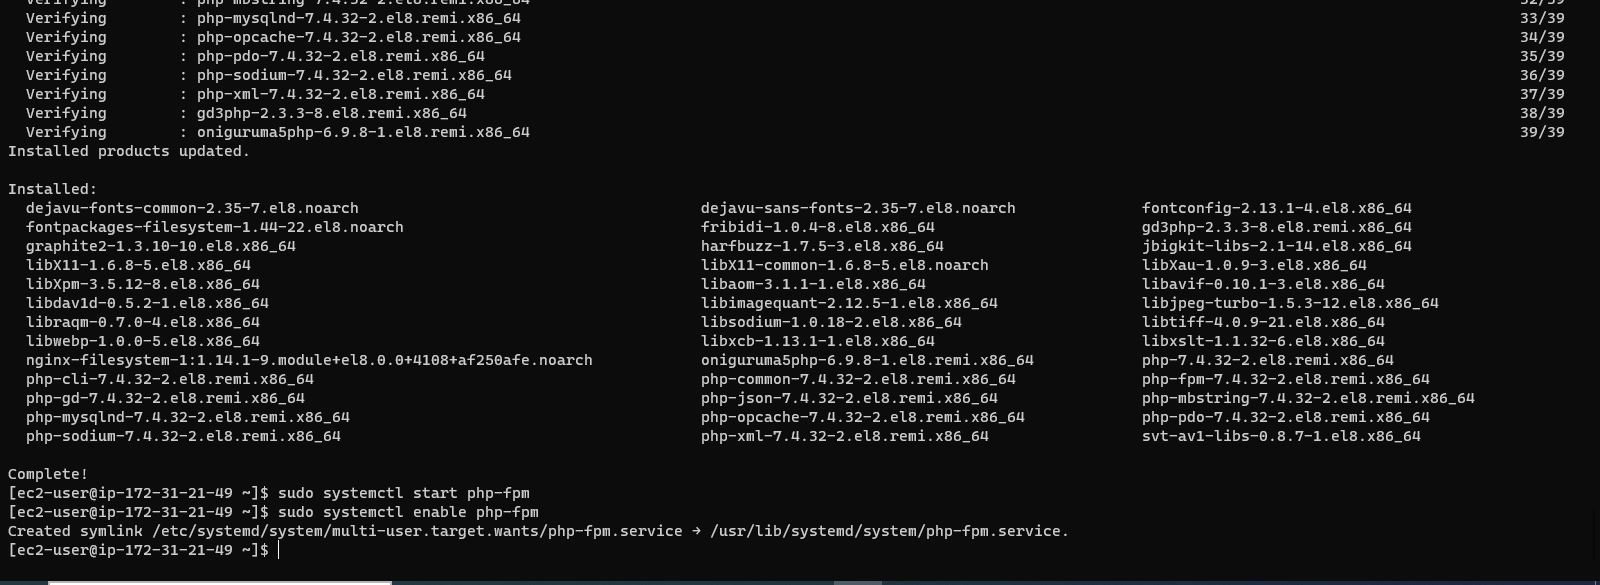 Verifying : php-mbstring-7.4.32-2.el8.remi.x86_64 32/39
Verifying : php-mysqlnd-7.4.32-2.el8.remi.x86_64 33/39
Verifying : php-opcache-7.4.32-2.el8.remi.x86_64 34/39
Verifying : php-pdo-7.4.32-2.el8.remi.x86_64 35/39
Verifying : php-sodium-7.4.32-2.el8.remi.x86_64 36/39
Verifying : php-xml-7.4.32-2.el8.remi.x86_64 37/39
Verifying : gd3php-2.3.3-8.el8.remi.x86_64 38/39
Verifying : oniguruma5php-6.9.8-1.el8.remi.x86_64 39/39
Installed products updated.
Installed:
dejavu-fonts-common-2.35-7.el8.noarch dejavu-sans-fonts-2.35-7.el8.noarch fontconfig-2.13.1-4.el8.x86_64
fontpackages-filesystem-1.44-22.el8.noarch fribidi-1.0.4-8.el8.x86_64 gd3php-2.3.3-8.el8.remi.x86_64
graphite2-1.3.10-10.el8.x86_64 harfbuzz-1.7.5-3.el8.x86_64 jbigkit-libs-2.1-14.el8.x86_64
libX11-1.6.8-5.el8.x86_64 libX11-common-1.6.8-5.el8.noarch libXau-1.0.9-3.el8.x86_64
libXpm-3.5.12-8.el8.x86_64 libaom-3.1.1-1.el8.x86_64 libavif-0.10.1-3.el8.x86_64
libdav1d-0.5.2-1.el8.x86_64 libimagequant-2.12.5-1.el8.x86_64 libjpeg-turbo-1.5.3-12.el8.x86_64
libraqm-0.7.0-4.el8.x86_64 libsodium-1.0.18-2.el8.x86_64 libtiff-4.0.9-21.el8.x86_64
libwebp-1.0.0-5.el8.x86_64 libxcb-1.13.1-1.el8.x86_64 libxslt-1.1.32-6.el8.x86_64
nginx-filesystem-1:1.14.1-9.module+el8.0.0+4108+af250afe.noarch oniguruma5php-6.9.8-1.el8.remi.x86_64 php-7.4.32-2.el8.remi.x86_64
php-cli-7.4.32-2.el8.remi.x86_64 php-common-7.4.32-2.el8.remi.x86_64 php-fpm-7.4.32-2.el8.remi.x86_64
php-gd-7.4.32-2.el8.remi.x86_64 php-json-7.4.32-2.el8.remi.x86_64 php-mbstring-7.4.32-2.el8.remi.x86_64
php-mysqlnd-7.4.32-2.el8.remi.x86_64 php-opcache-7.4.32-2.el8.remi.x86_64 php-pdo-7.4.32-2.el8.remi.x86_64
php-sodium-7.4.32-2.el8.remi.x86_64 php-xml-7.4.32-2.el8.remi.x86_64 svt-av1-libs-0.8.7-1.el8.x86_64
Complete!
[ec2-user@ip-172-31-21-49 ~]$ sudo systemctl start php-fpm
[ec2-user@ip-172-31-21-49 ~]$ sudo systemctl enable php-fpm
Created symlink /etc/systemd/system/multi-user.target.wants/php-fpm.service → /usr/lib/systemd/system/php-fpm.service.
[ec2-user@ip-172-31-21-49 ~]$